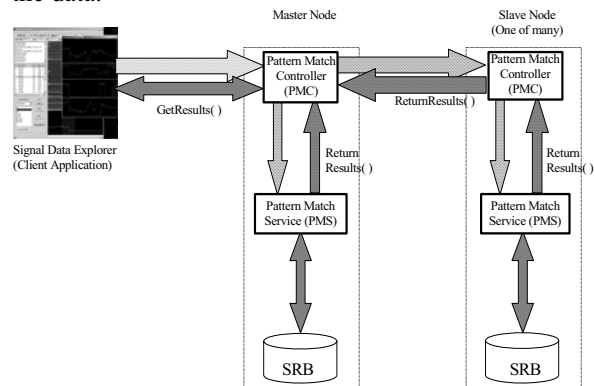 Master Node
Slave Node
(One of many)
Pattern Match
Controller
(PMC)
Pattern Match
Controller
(PMC)
GetResults( )
ReturnResults( )
Signal Data Explorer
(Client Application)
Return
Results( )
Return
Results( )
Pattern Match
Service (PMS)
Pattern Match
Service (PMS)
SRB
SRB